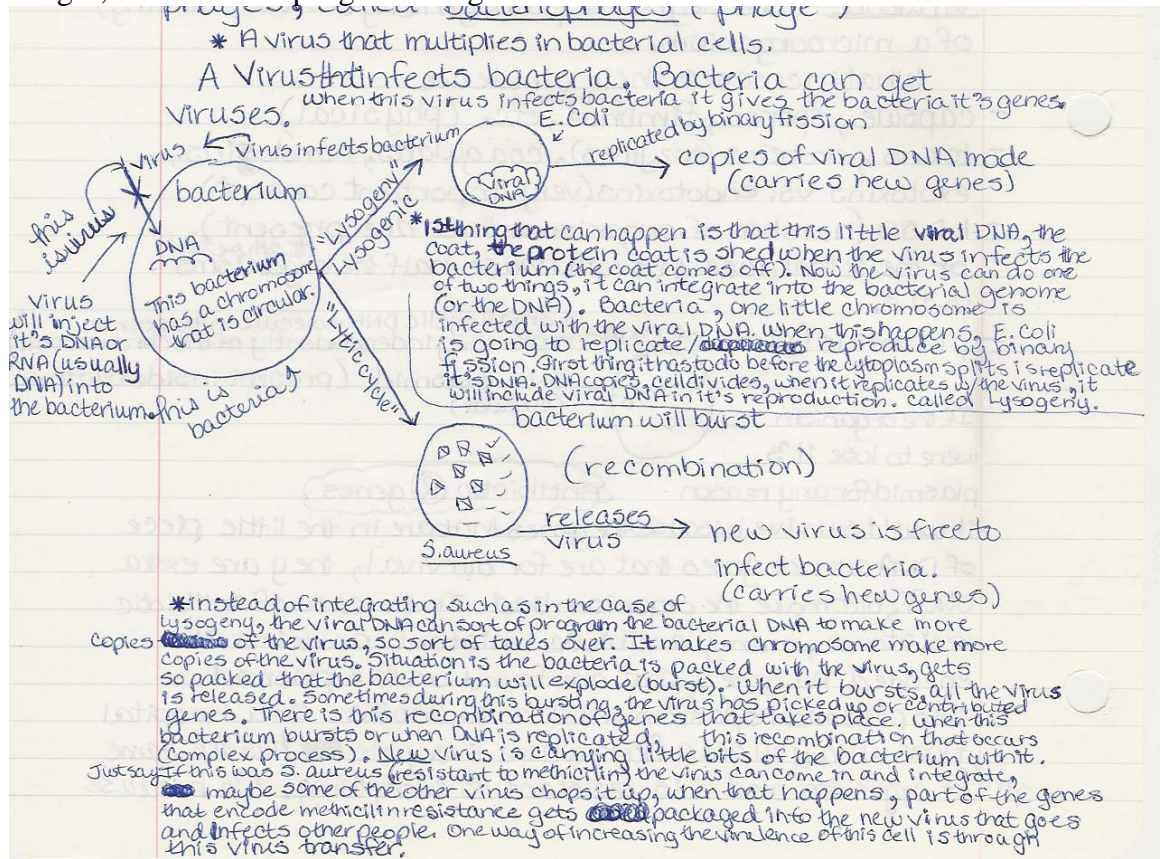 phages, called bacteriophages (phage)
* A virus that multiplies in bacterial cells.
A Virus that infects bacteria. Bacteria can get
viruses.
when this virus infects bacteria it gives the bacteria it's genes.
virus
virus infects bacterium
bacterium
DNA
This bacterium
has a chromosome
that is circular.
this
is virus
virus
will inject
it's DNA or
RNA (usually
DNA) into
the bacterium.
this is
bacteria
"Lysogeny"
Lysogenic
E. Coli
viral
DNA
replicated by binary fission
copies of viral DNA made
(carries new genes)
*1st thing that can happen is that this little viral DNA, the
coat, the protein coat is shed when the virus infects the
bacterium (the coat comes off). Now the virus can do one
of two things, it can integrate into the bacterial genome
(or the DNA). Bacteria, one little chromosome is
infected with the viral DNA. When this happens, E. coli
is going to replicate/ reproduce by binary
fission. First thing it has to do before the cytoplasm splits is replicate
it's DNA. DNA copies, cell divides, when it replicates w/the virus, it
will include viral DNA in it's reproduction. called Lysogeny.
"Lytic cycle"
bacterium will burst
(recombination)
S. aureus
releases
virus
new virus is free to
infect bacteria.
(carries new genes)
*instead of integrating such as in the case of
lysogeny, the viral DNA can sort of program the bacterial DNA to make more
copies of the virus, so sort of takes over. It makes chromosome make more
copies of the virus. Situation is the bacteria is packed with the virus, gets
so packed that the bacterium will explode (burst). When it bursts, all the virus
is released. Sometimes during this bursting, the virus has picked up or contributed
genes. There is this recombination of genes that takes place. when this
bacterium bursts or when DNA is replicated, this recombination that occurs
(complex process). New virus is carrying little bits of the bacterium with it.
Just say If this was S. aureus (resistant to methicilin) the virus can come in and integrate,
maybe some of the other virus chops it up, when that happens, part of the genes
that encode methicilin resistance gets packaged into the new virus that goes
and infects other people. One way of increasing the virulence of this cell is through
this virus transfer.